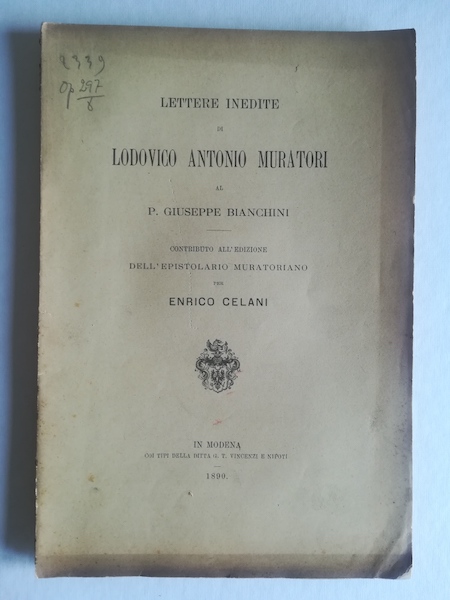 2339
Op 297
8
LETTERE INEDITE
DI
LODOVICO ANTONIO MURATORI
AL
P. GIUSEPPE BIANCHINI
CONTRIBUTO ALL'EDIZIONE
DELL'EPISTOLARIO MURATORIANO
PER
ENRICO CELANI
IN MODENA
COI TIPI DELLA DITTA G. T. VINCENZI E NIPOTI
1890.